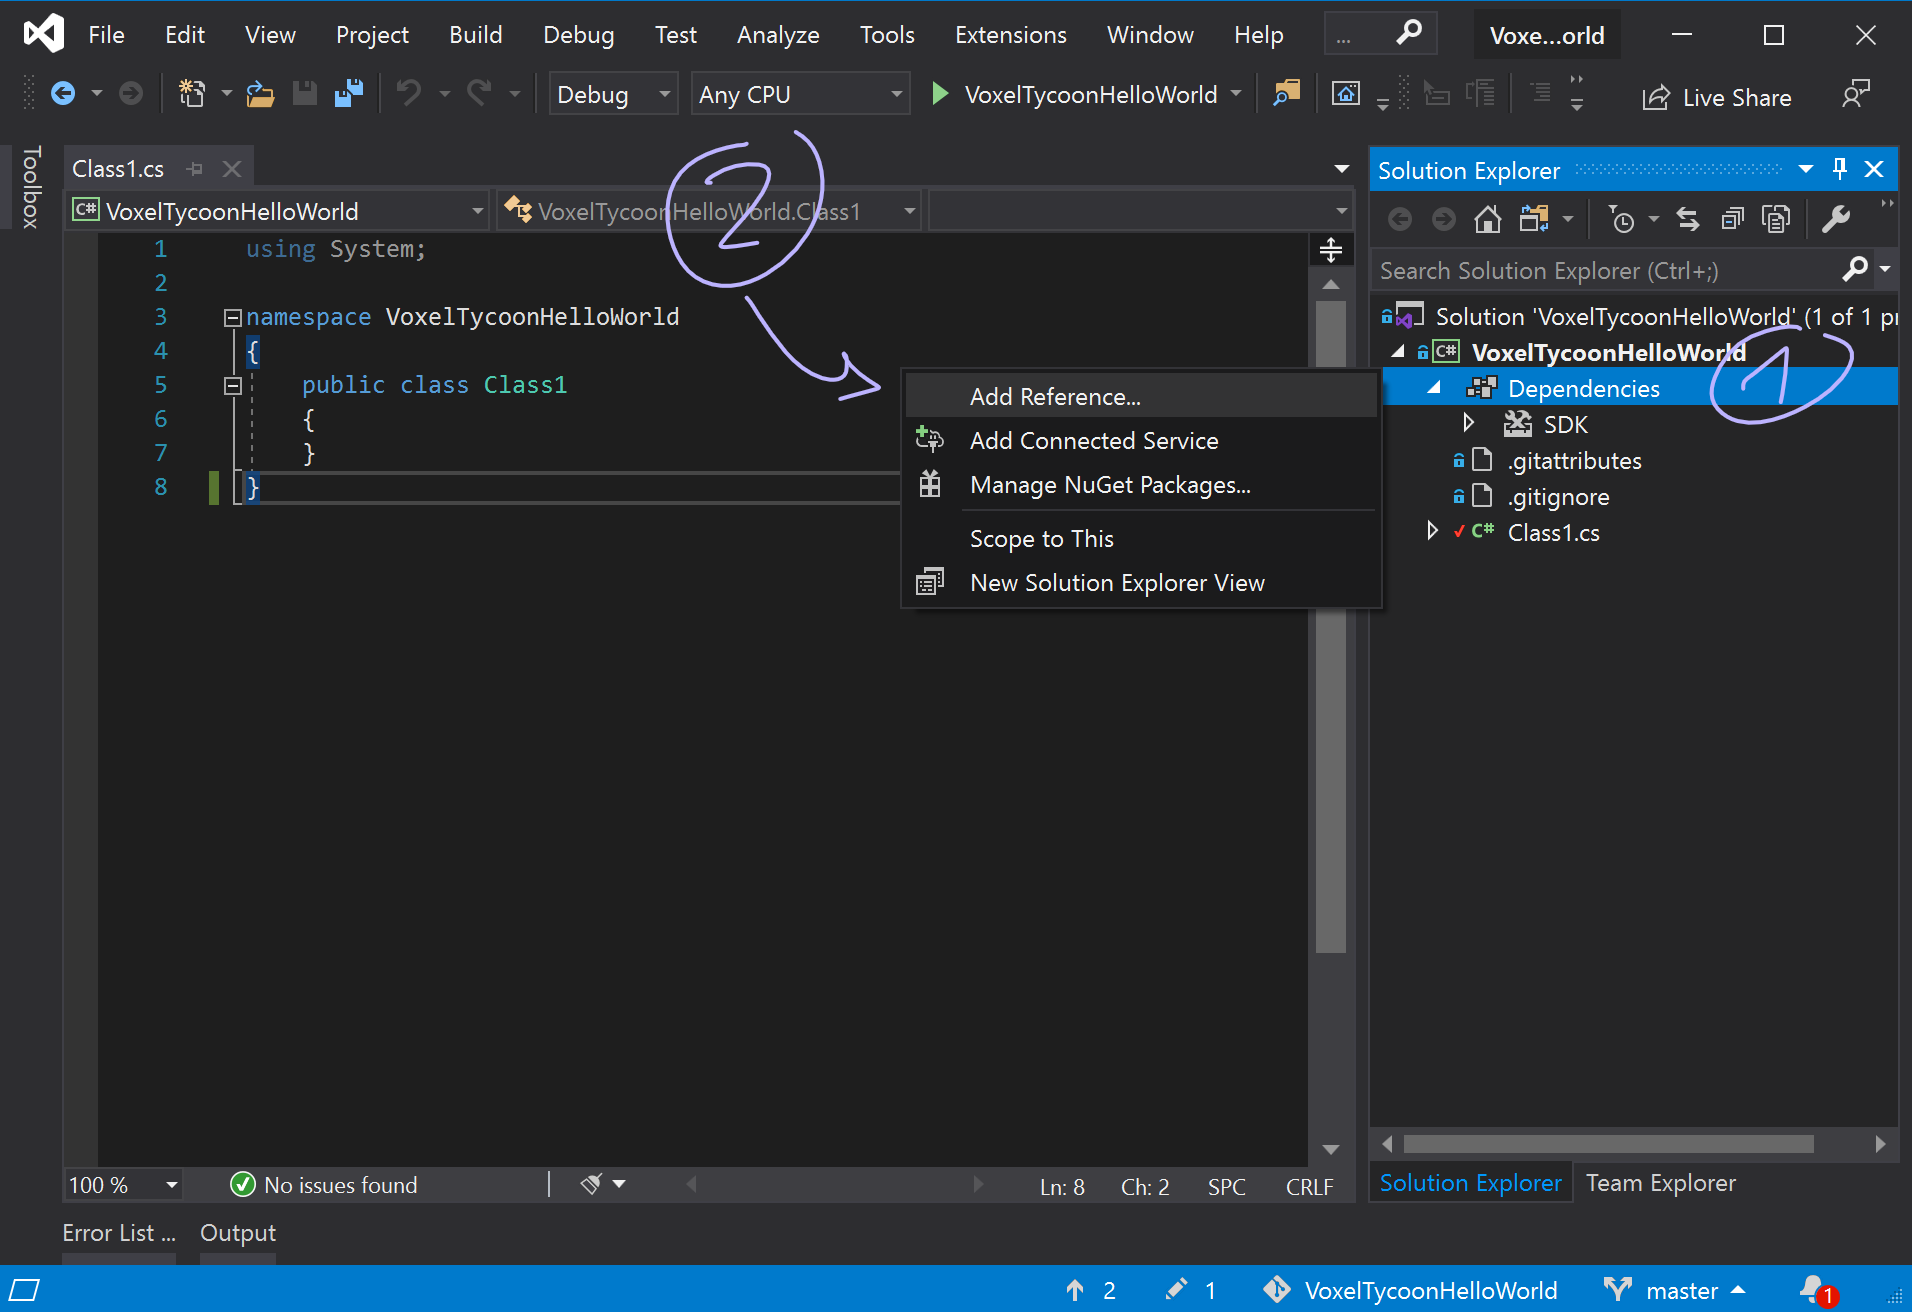 File Edit View Project Build Debug Test Analyze Tools Extensions Window Help ... Voxe...orld
Debug Any CPU VoxelTycoonHelloWorld Live Share
Toolbox
Class1.cs
C# VoxelTycoonHelloWorld VoxelTycoonHelloWorld.Class1
2
1 using System;
2
3 namespace VoxelTycoonHelloWorld
4 {
5 public class Class1
6 {
7 }
8 }
Add Reference...
Add Connected Service
Manage NuGet Packages...
Scope to This
New Solution Explorer View
Solution Explorer
Search Solution Explorer (Ctrl+;)
Solution 'VoxelTycoonHelloWorld' (1 of 1 pr
C# VoxelTycoonHelloWorld
1
Dependencies
SDK
.gitattributes
.gitignore
C# Class1.cs
100 % No issues found Ln: 8 Ch: 2 SPC CRLF
Solution Explorer Team Explorer
Error List ... Output
2 1 VoxelTycoonHelloWorld master 1